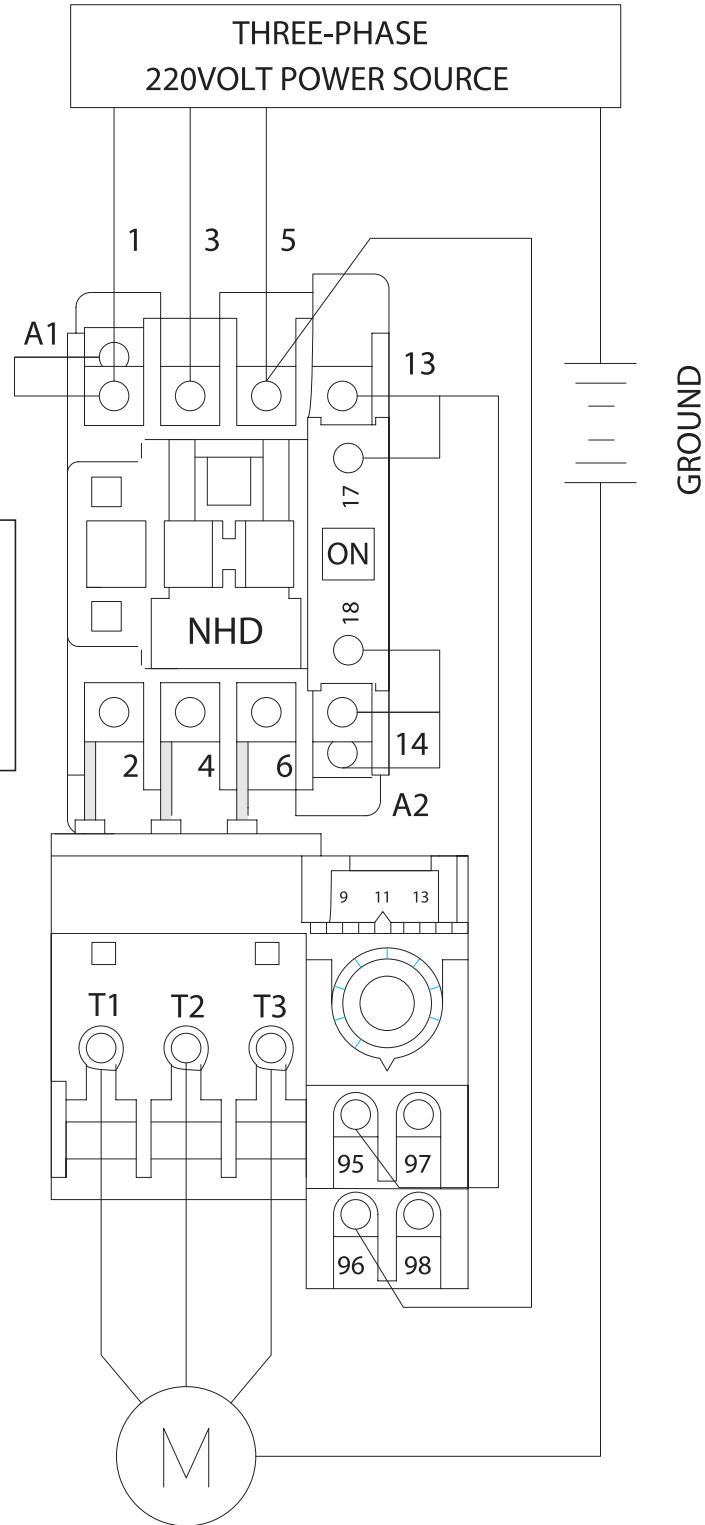 THREE-PHASE
220VOLT POWER SOURCE
1 3 5
A1
13
GROUND
17
ON
18
NHD
2 4 6
14
A2
9 11 13
T1 T2 T3
95 97
96 98
M